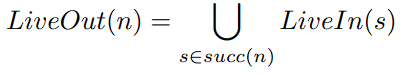 LiveOut(n) = ⋃ LiveIn(s)
s∈succ(n)